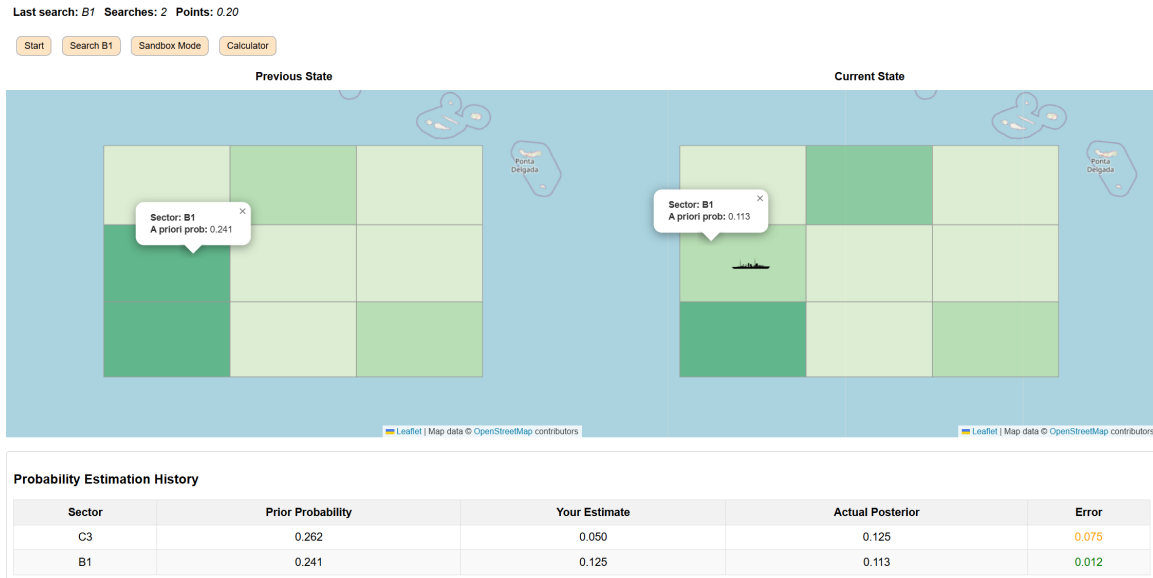 Last search: B1 Searches: 2 Points: 0.20
Start Search B1 Sandbox Mode Calculator
Previous State Current State
Ponta
Delgada
Ponta
Delgada
Sector: B1
A priori prob: 0.241
×
Sector: B1
A priori prob: 0.113
×
Leaflet | Map data © OpenStreetMap contributors
Leaflet | Map data © OpenStreetMap contributors
Probability Estimation History
Sector Prior Probability Your Estimate Actual Posterior Error
C3 0.262 0.050 0.125 0.075
B1 0.241 0.125 0.113 0.012